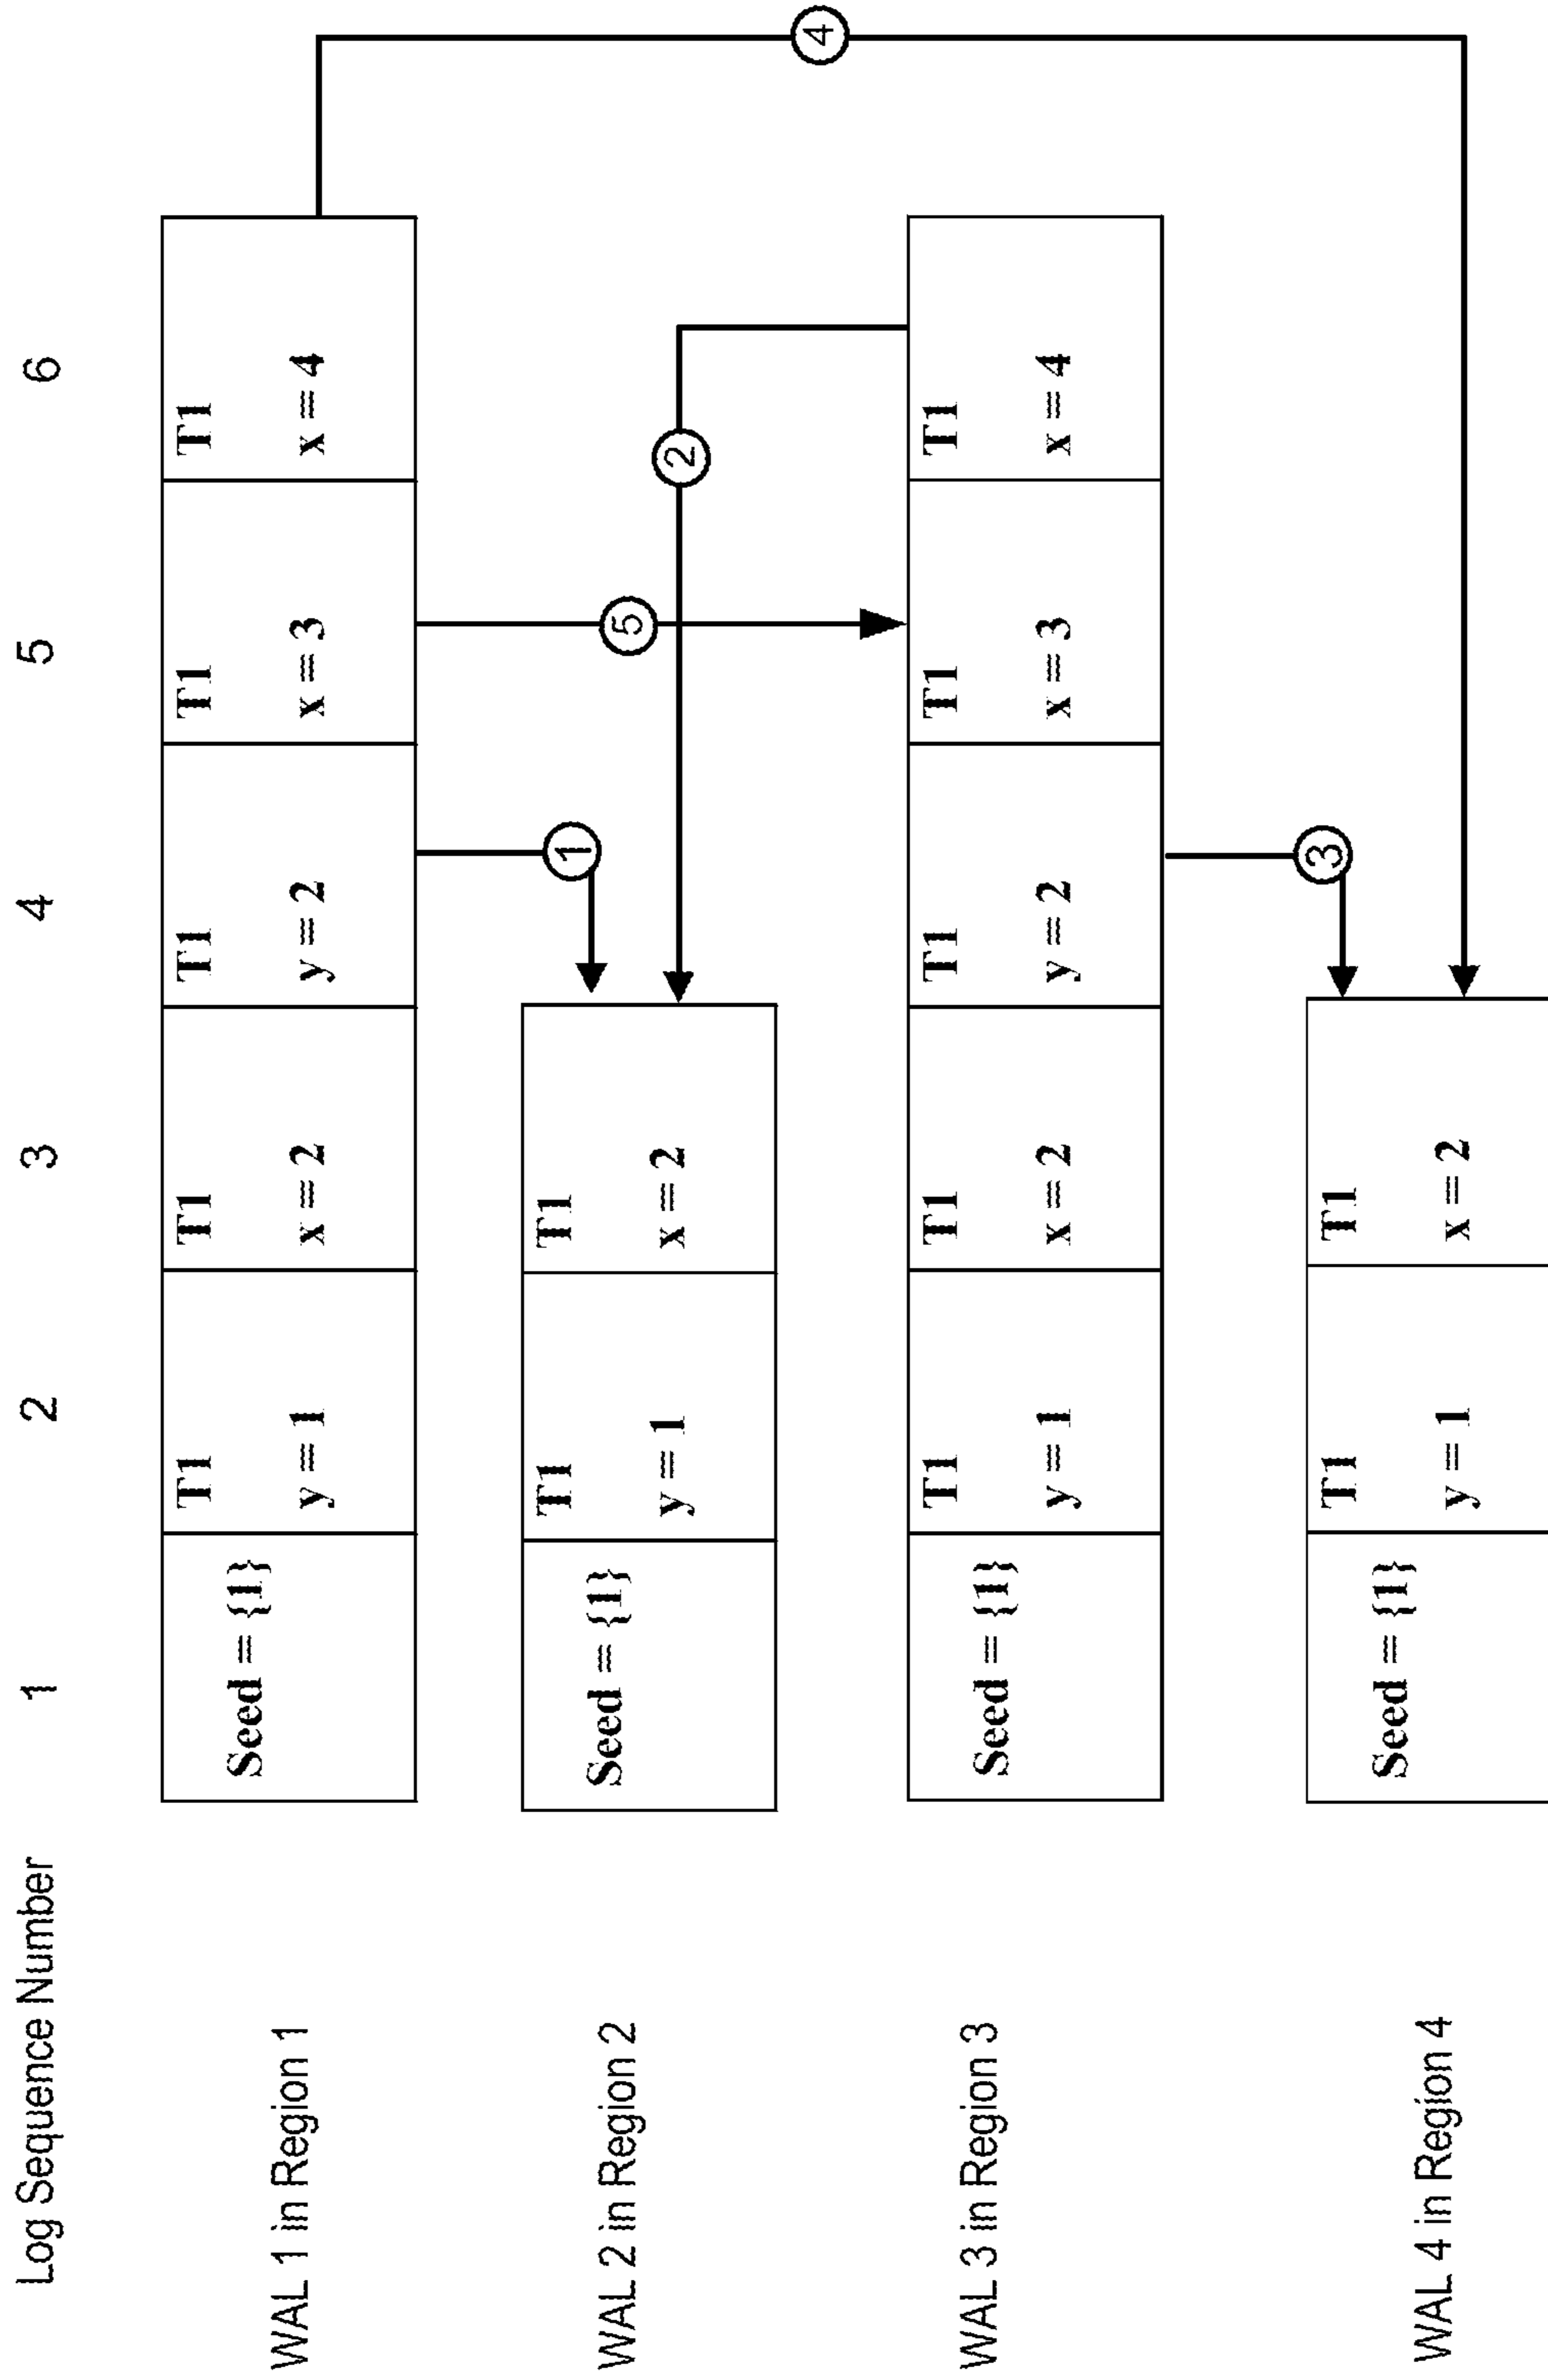 Log Sequence Number 1 2 3 4 5 6
WAL 1 in Region 1
Seed = {1}
T1
y = 1
T1
x = 2
T1
y = 2
T1
x = 3
T1
x = 4
1
5
4
WAL 2 in Region 2
Seed = {1}
T1
y = 1
T1
x = 2
2
WAL 3 in Region 3
Seed = {1}
T1
y = 1
T1
x = 2
T1
y = 2
T1
x = 3
T1
x = 4
3
WAL 4 in Region 4
Seed = {1}
T1
y = 1
T1
x = 2